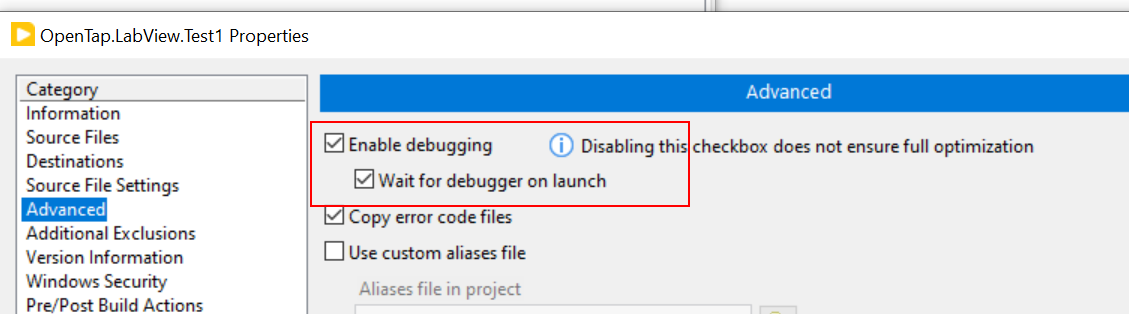 OpenTap.LabView.Test1 Properties
Category
Information
Source Files
Destinations
Source File Settings
Advanced
Additional Exclusions
Version Information
Windows Security
Pre/Post Build Actions
Advanced
Enable debugging
Disabling this checkbox does not ensure full optimization
Wait for debugger on launch
Copy error code files
Use custom aliases file
Aliases file in project